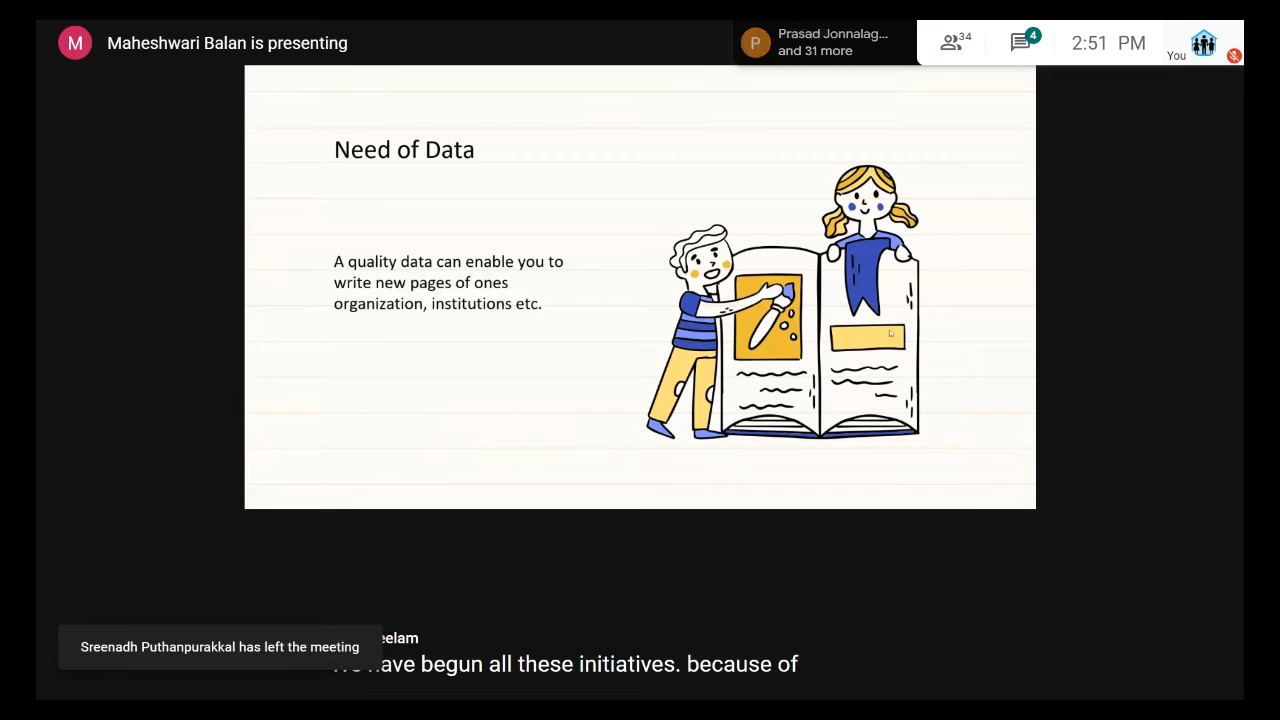 M
Maheshwari Balan is presenting
P
Prasad Jonnalag...
and 31 more
34
4
2:51 PM
You
Need of Data
A quality data can enable you to
write new pages of ones
organization, institutions etc.
Sreenadh Puthanpurakkal has left the meeting
eelam
have begun all these initiatives. because of